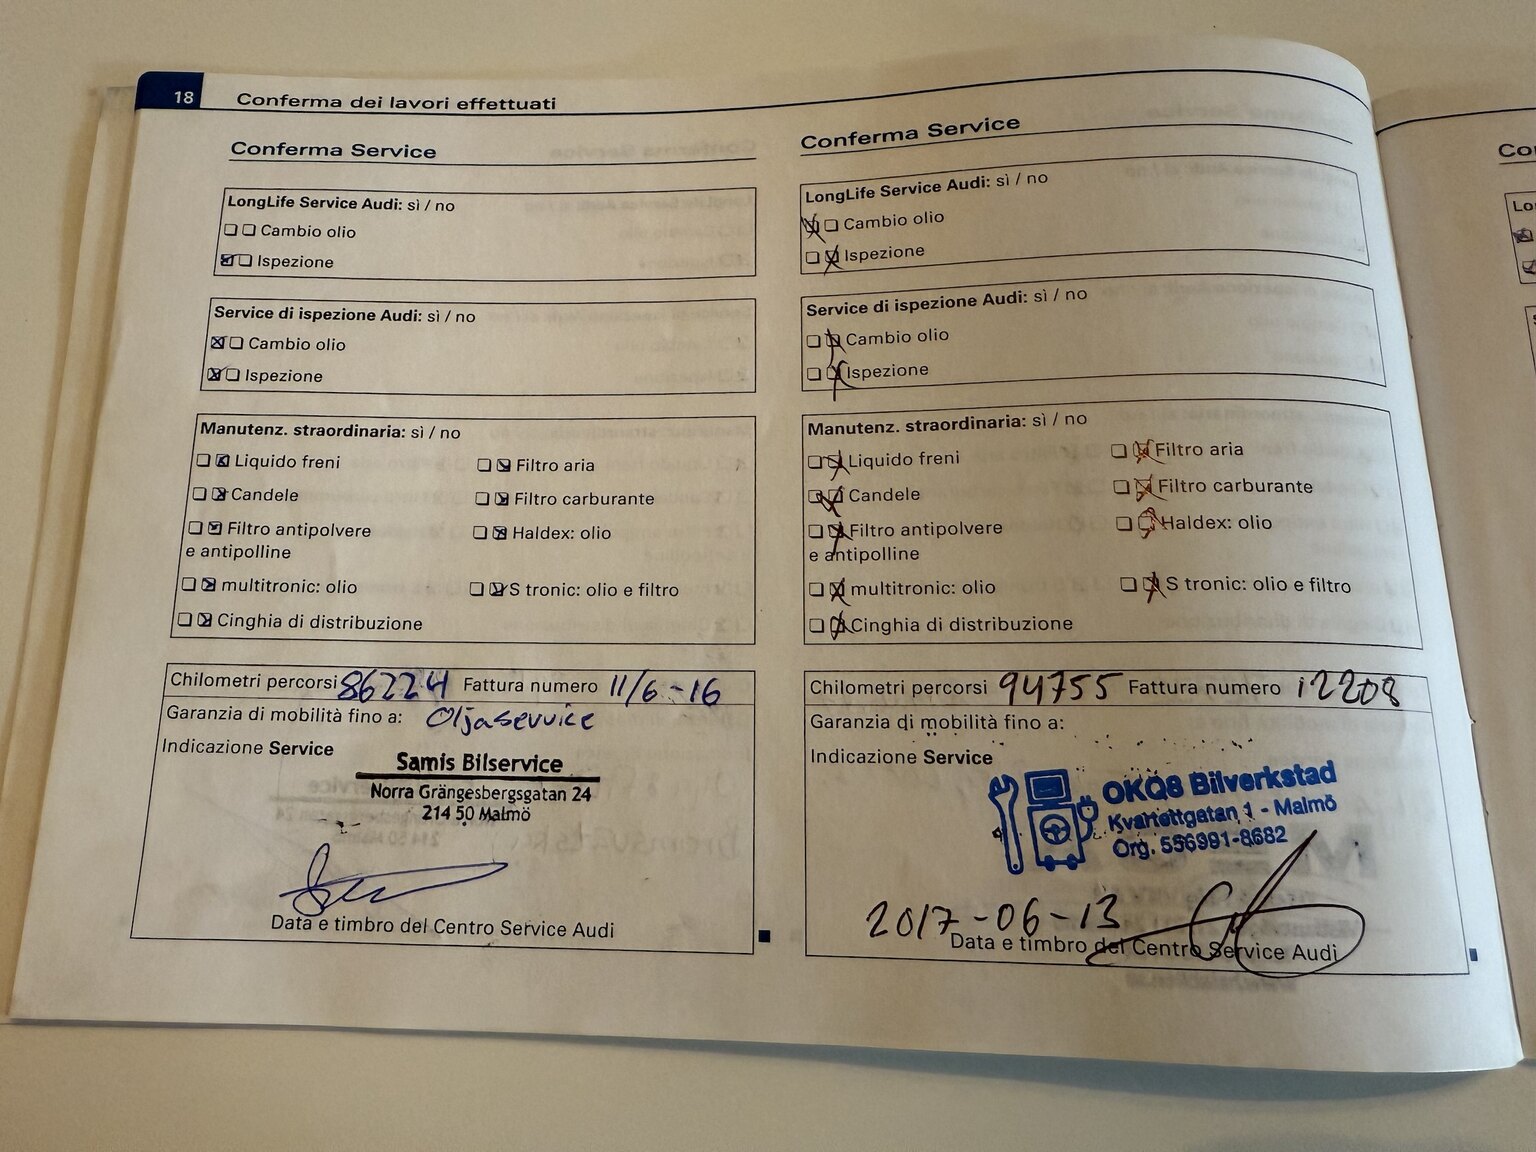 18 Conferma dei lavori effettuati
Conferma Service
LongLife Service Audi: sì / no
Cambio olio
Ispezione
Service di ispezione Audi: sì / no
Cambio olio
Ispezione
Manutenz. straordinaria: sì / no
Liquido freni Filtro aria
Candele Filtro carburante
Filtro antipolvere Haldex: olio
e antipolline
multitronic: olio S tronic: olio e filtro
Cinghia di distribuzione
Chilometri percorsi 86224 Fattura numero 11/6-16
Garanzia di mobilità fino a: Oljaservice
Indicazione Service
Samis Bilservice
Norra Grängesbergsgatan 24
214 50 Malmö
Data e timbro del Centro Service Audi
Conferma Service
LongLife Service Audi: sì / no
Cambio olio
Ispezione
Service di ispezione Audi: sì / no
Cambio olio
Ispezione
Manutenz. straordinaria: sì / no
Liquido freni Filtro aria
Candele Filtro carburante
Filtro antipolvere Haldex: olio
e antipolline
multitronic: olio S tronic: olio e filtro
Cinghia di distribuzione
Chilometri percorsi 94755 Fattura numero 12208
Garanzia di mobilità fino a:
Indicazione Service
OKQ8 Bilverkstad
Kvartettgatan 1 - Malmö
Org. 556991-8682
2017-06-13
Data e timbro del Centro Service Audi